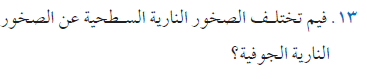 ١٣. فيم تختلف الصخور النارية السطحية عن الصخور
النارية الجوفية؟